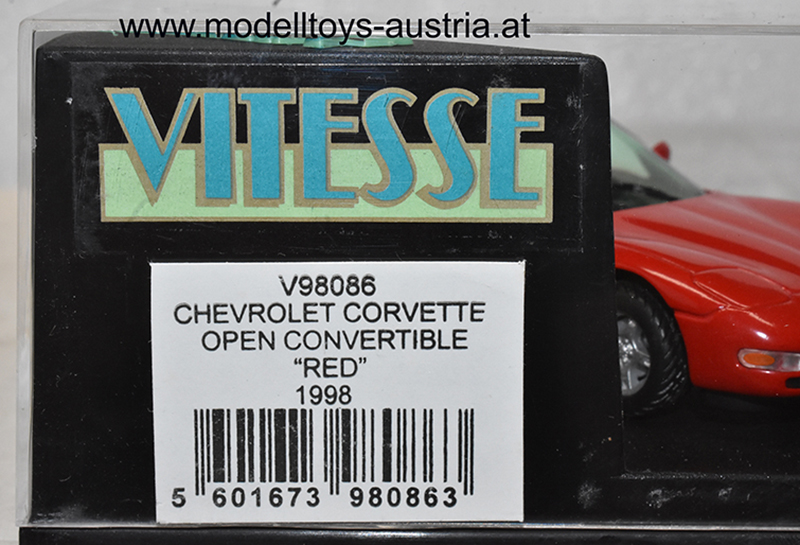 www.modelltoys-austria.at
VITESSE
V98086
CHEVROLET CORVETTE
OPEN CONVERTIBLE
“RED”
1998
5 601673 980863